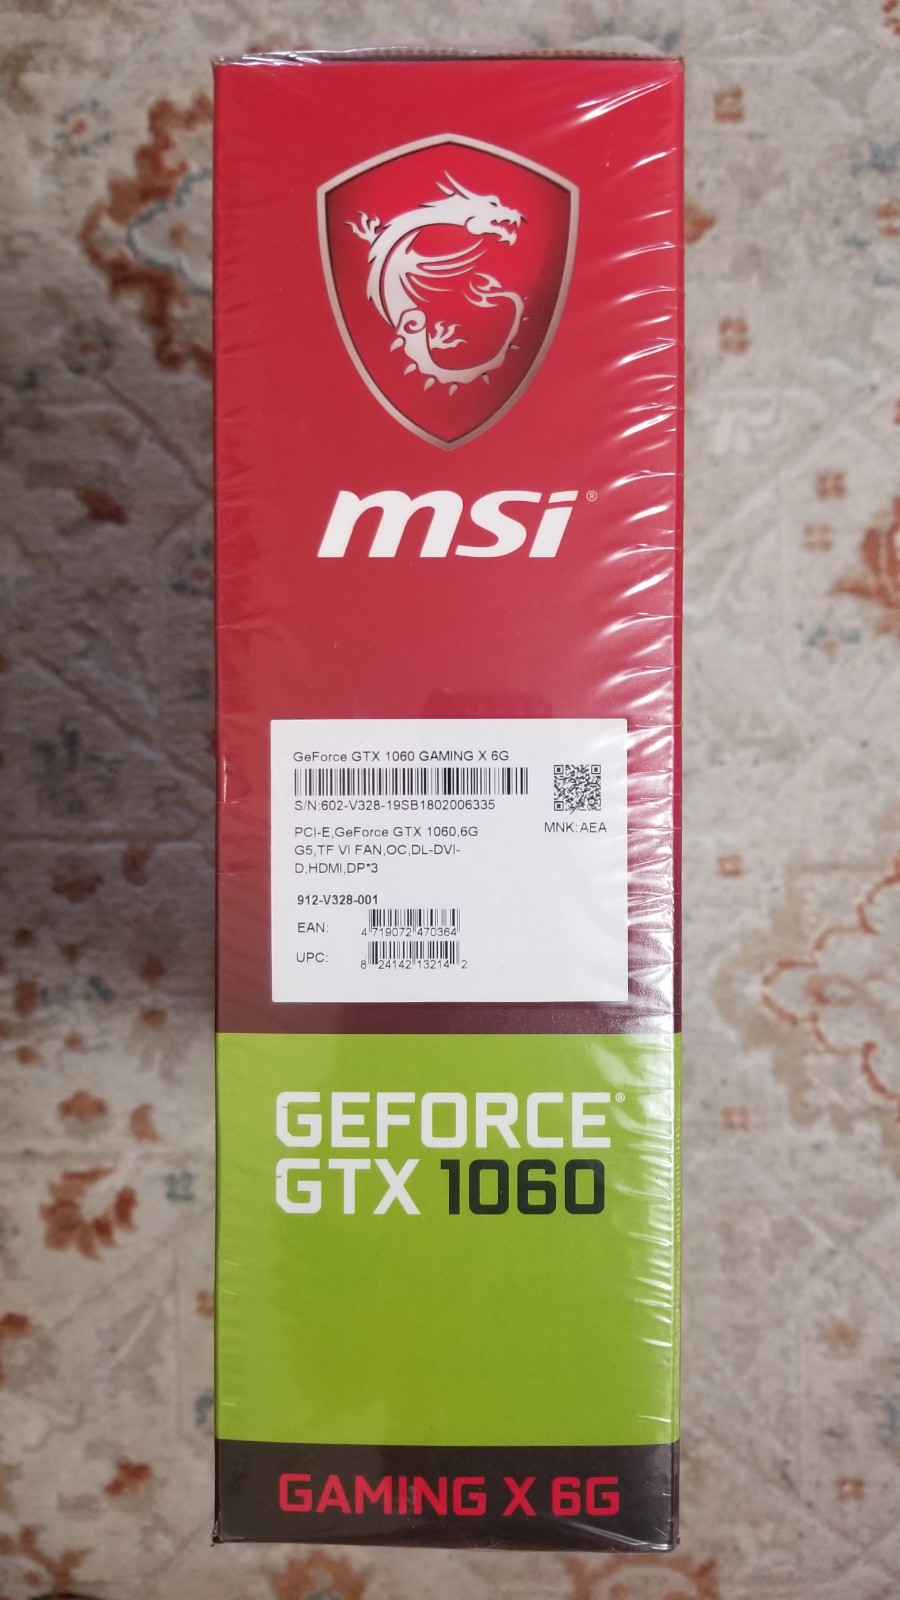 msi®
GeForce GTX 1060 GAMING X 6G
S/N:602-V328-19SB1802006335
MNK:AEA
PCI-E,GeForce GTX 1060,6G
G5,TF VI FAN,OC,DL-DVI-
D,HDMI,DP*3
912-V328-001
EAN: 4 719072 470364
UPC: 8 24142 13214 2
GEFORCE®
GTX 1060
GAMING X 6G